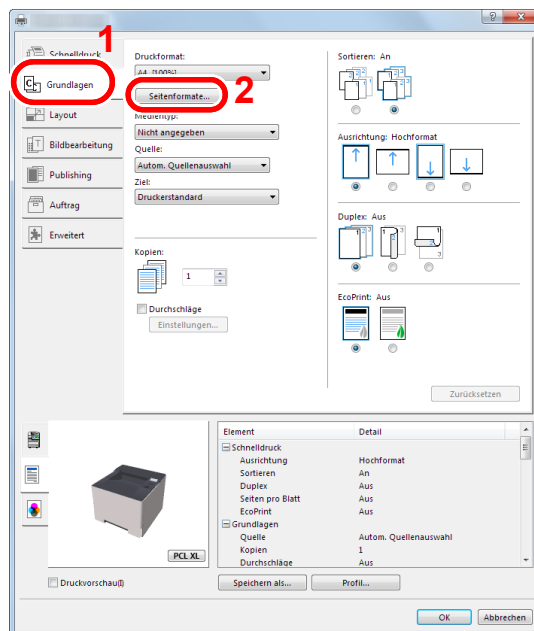 1
Schnelldruck
Grundlagen
Layout
Bildbearbeitung
Publishing
Auftrag
Erweitert
Druckformat:
A4 [100%]
Seitenformate...
2
Medientyp:
Nicht angegeben
Quelle:
Autom. Quellenauswahl
Ziel:
Druckerstandard
Kopien:
1
Durchschläge
Einstellungen...
Sortieren: An
Ausrichtung: Hochformat
Duplex: Aus
EcoPrint: Aus
Zurücksetzen
PCL XL
Druckvorschau(I)
Element Detail
Schnelldruck
Ausrichtung Hochformat
Sortieren An
Duplex Aus
Seiten pro Blatt Aus
EcoPrint Aus
Grundlagen
Quelle Autom. Quellenauswahl
Kopien 1
Durchschläge Aus
Speichern als... Profil...
OK Abbrechen